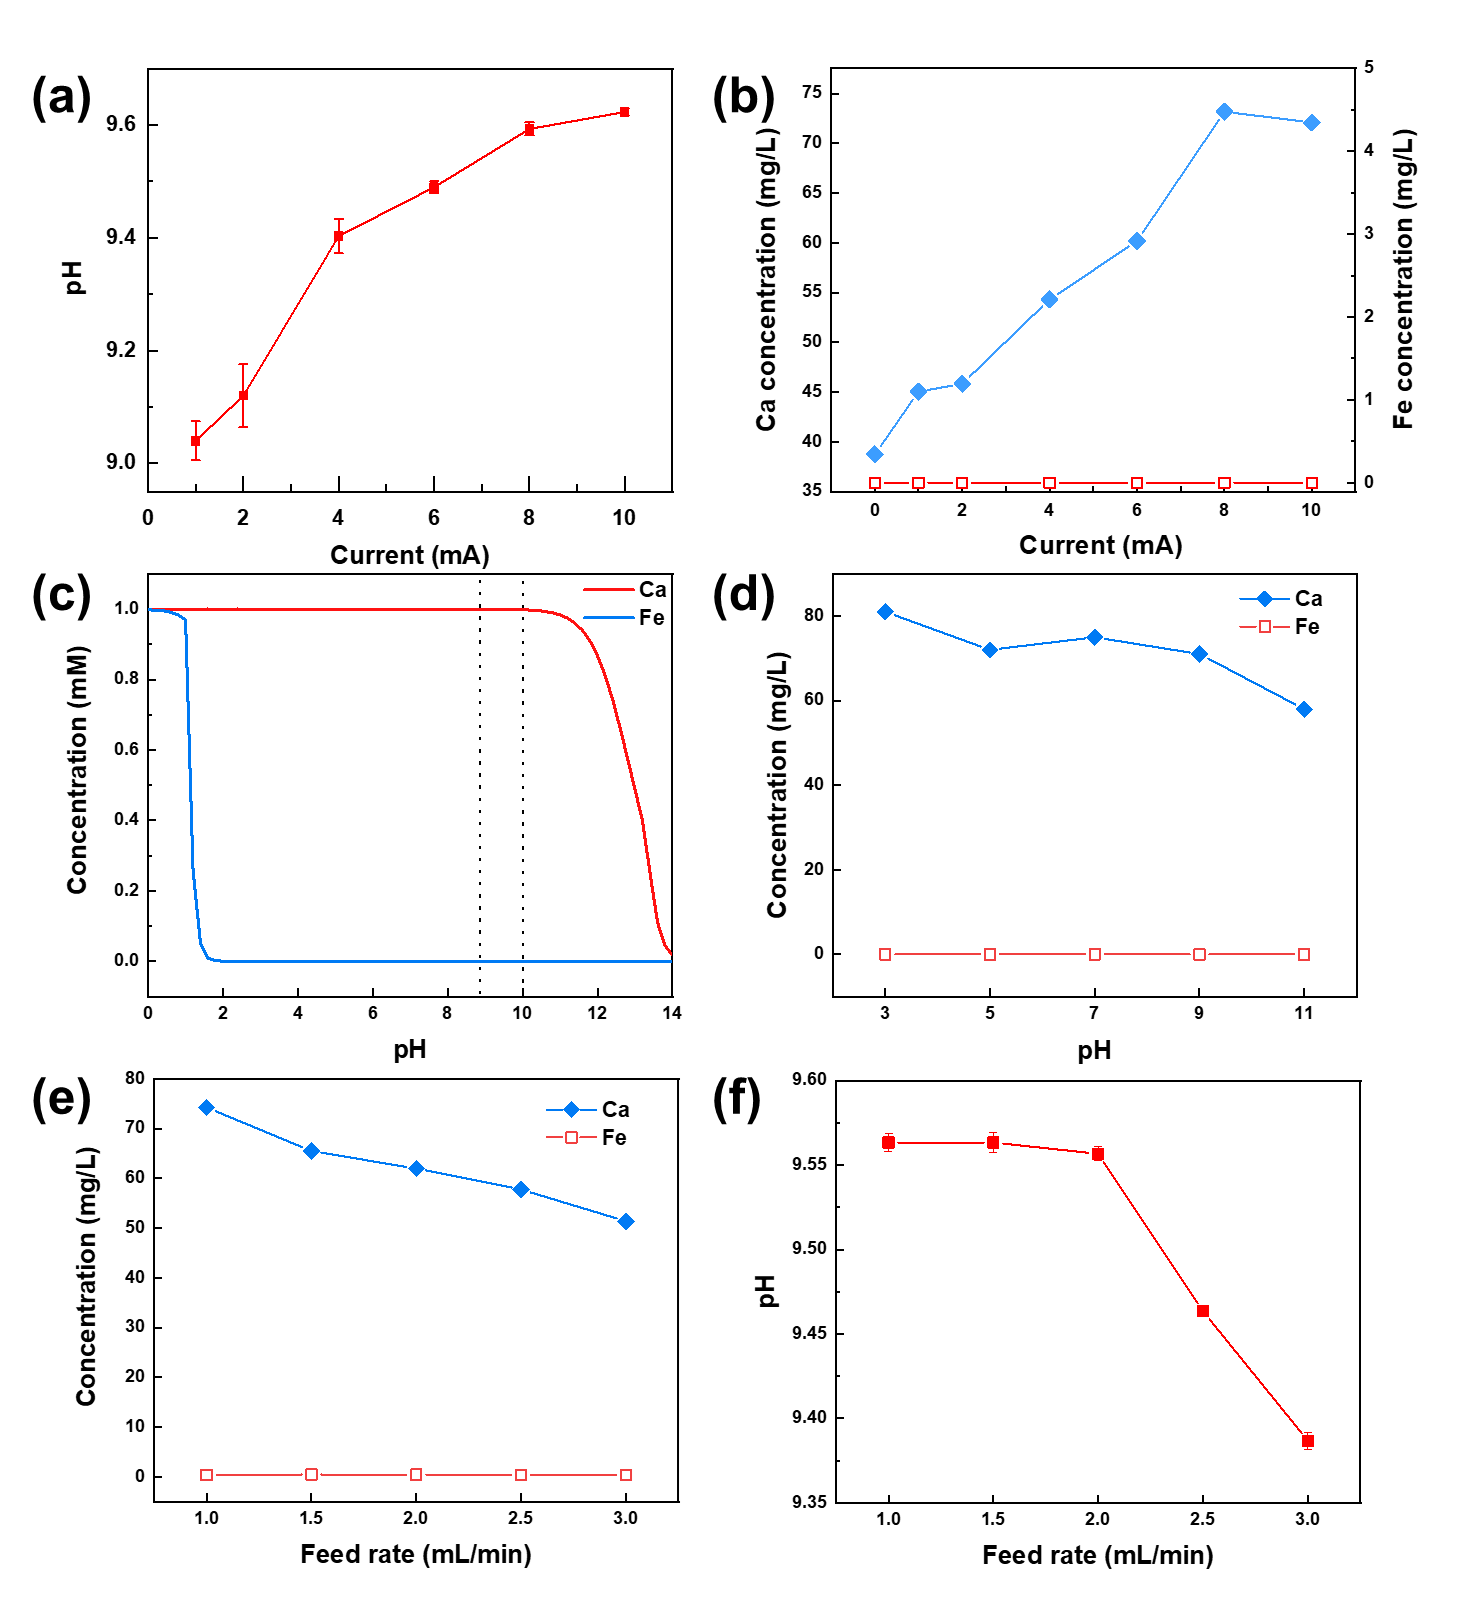 (a)
9.6
9.4
9.2
9.0
pH
0 2 4 6 8 10
Current (mA)
(b)
75
70
65
60
55
50
45
40
35
Ca concentration (mg/L)
5
4
3
2
1
0
Fe concentration (mg/L)
0 2 4 6 8 10
Current (mA)
(c)
Ca
Fe
1.0
0.8
0.6
0.4
0.2
0.0
Concentration (mM)
0 2 4 6 8 10 12 14
pH
(d)
Ca
Fe
80
60
40
20
0
Concentration (mg/L)
3 5 7 9 11
pH
(e)
Ca
Fe
80
70
60
50
40
30
20
10
0
Concentration (mg/L)
1.0 1.5 2.0 2.5 3.0
Feed rate (mL/min)
(f)
9.60
9.55
9.50
9.45
9.40
9.35
pH
1.0 1.5 2.0 2.5 3.0
Feed rate (mL/min)